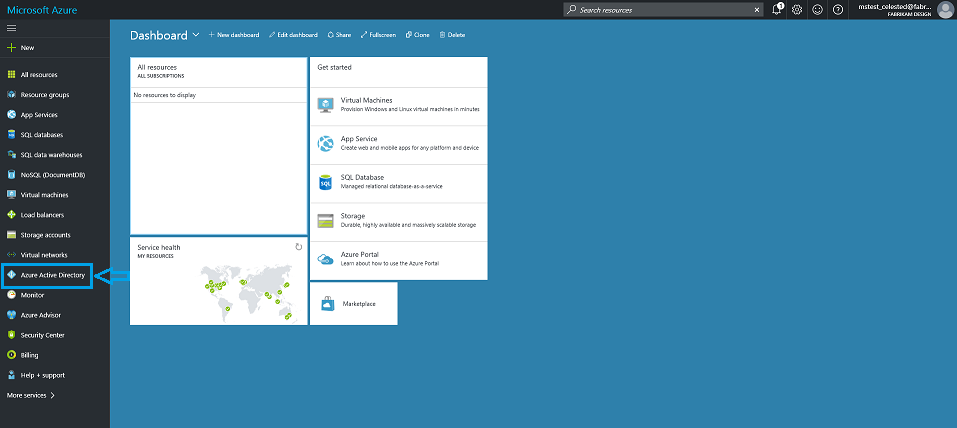 Microsoft Azure
Search resources
×
1
mstest_celested@fabr...
FABRIKAM DESIGN
New
All resources
Resource groups
App Services
SQL databases
SQL data warehouses
NoSQL (DocumentDB)
Virtual machines
Load balancers
Storage accounts
Virtual networks
Azure Active Directory
Monitor
Azure Advisor
Security Center
Billing
Help + support
More services
Dashboard
New dashboard
Edit dashboard
Share
Fullscreen
Clone
Delete
All resources
ALL SUBSCRIPTIONS
No resources to display
Service health
MY RESOURCES
Get started
Virtual Machines
Provision Windows and Linux virtual machines in minutes
App Service
Create web and mobile apps for any platform and device
SQL
SQL Database
Managed relational database-as-a-service
Storage
Durable, highly available and massively scalable storage
Azure Portal
Learn about how to use the Azure Portal
Marketplace